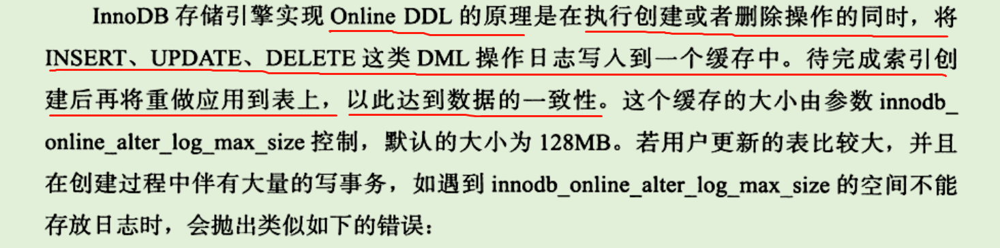 InnoDB 存储引擎实现 Online DDL 的原理是在执行创建或者删除操作的同时，将
INSERT、UPDATE、DELETE 这类 DML 操作日志写入到一个缓存中。待完成索引创
建后再将重做应用到表上，以此达到数据的一致性。这个缓存的大小由参数 innodb_
online_alter_log_max_size 控制，默认的大小为 128MB。若用户更新的表比较大，并且
在创建过程中伴有大量的写事务，如遇到 innodb_online_alter_log_max_size 的空间不能
存放日志时，会抛出类似如下的错误：